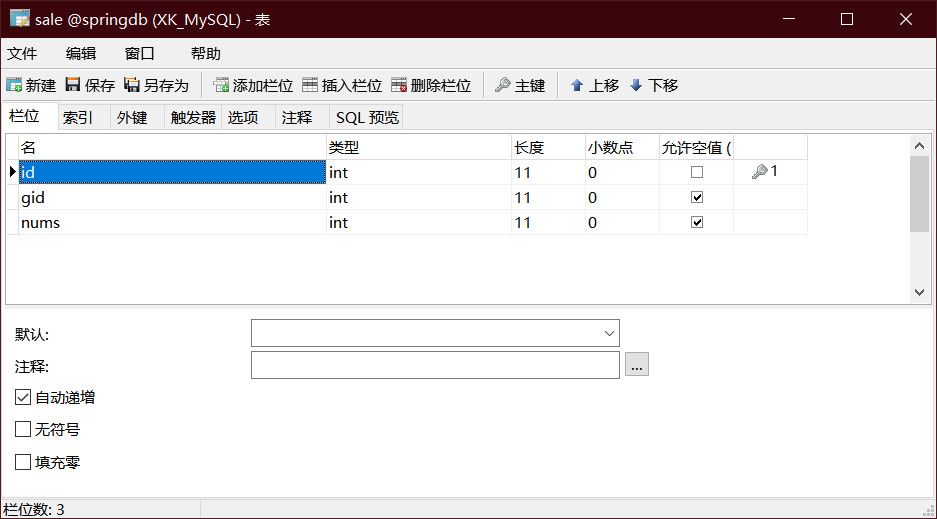 sale @springdb (XK_MySQL) - 表
文件 编辑 窗口 帮助
新建 保存 另存为 添加栏位 插入栏位 删除栏位 主键 上移 下移
栏位 索引 外键 触发器 选项 注释 SQL 预览
名 类型 长度 小数点 允许空值 (
id int 11 0 1
gid int 11 0
nums int 11 0
默认:
注释:
...
自动递增
无符号
填充零
栏位数: 3